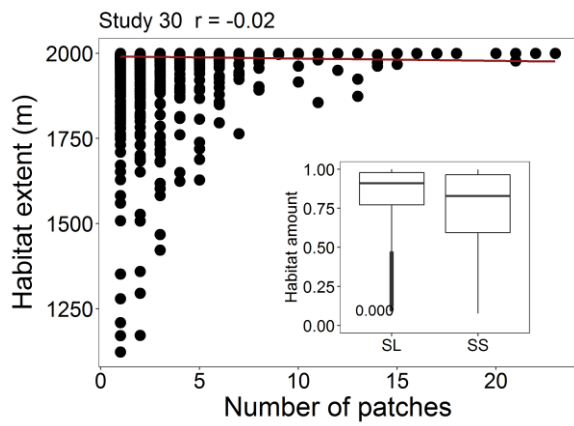 Study 30 r = -0.02
Habitat extent (m)
2000
1750
1500
1250
0
5
10
15
20
Number of patches
Habitat amount
1.00
0.75
0.50
0.25
0.00
0.000
SL
SS